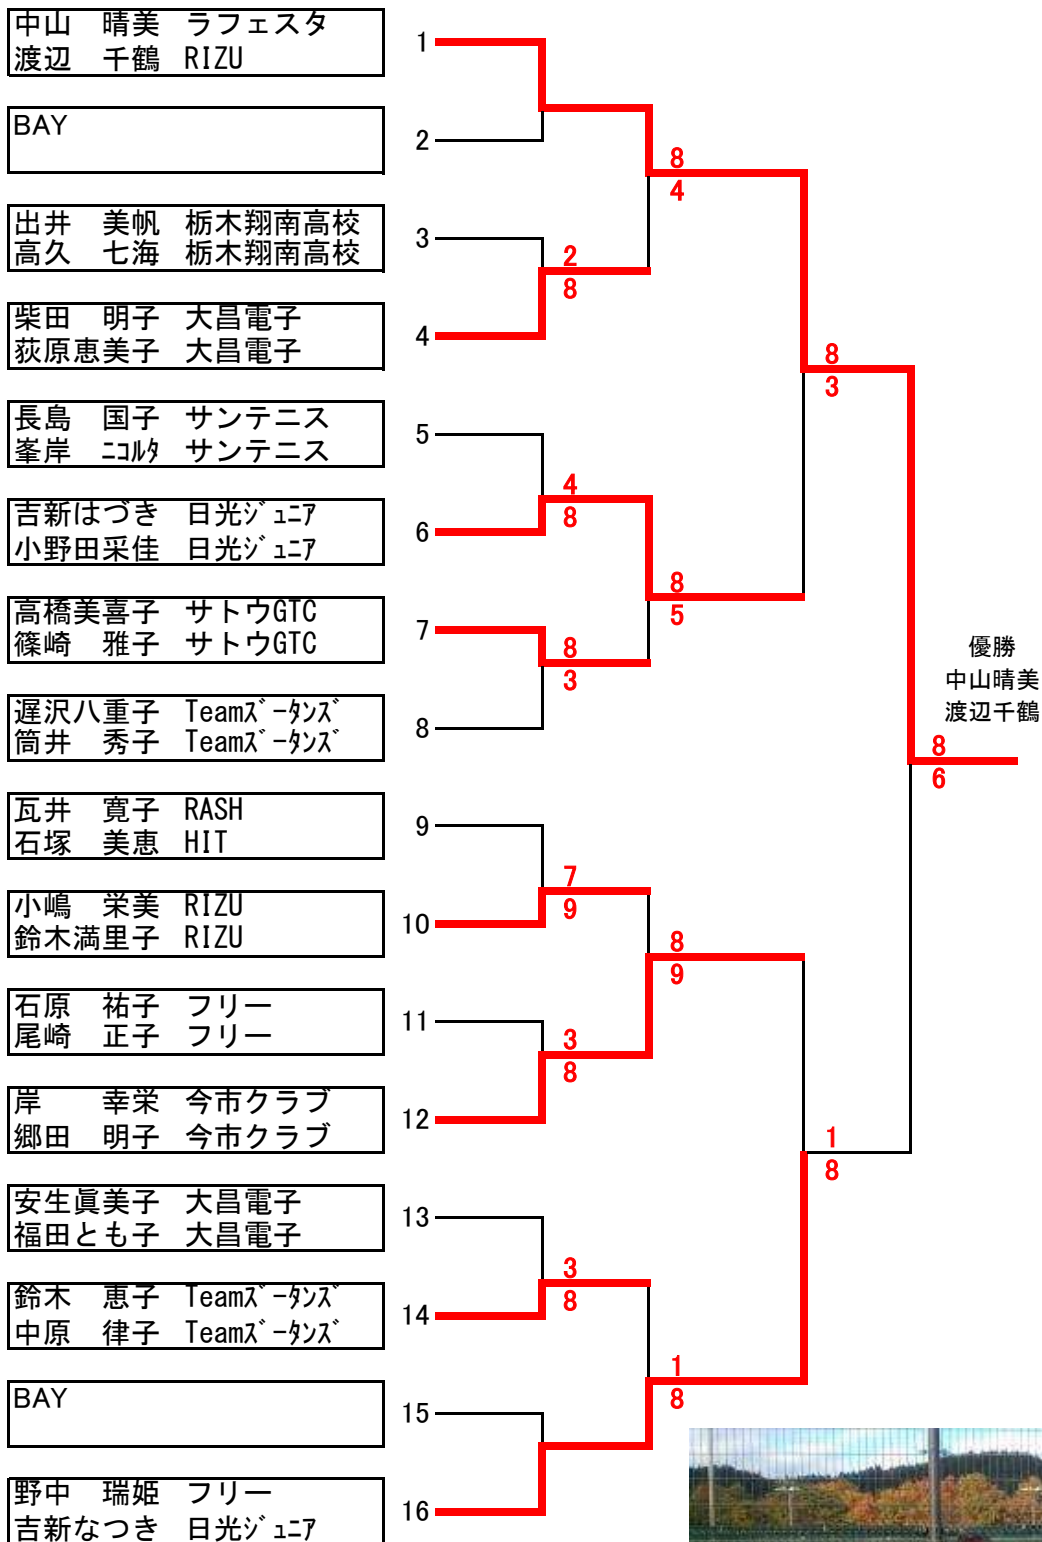 中山　晴美　ラフェスタ
渡辺　千鶴　RIZU
1
BAY
2
8
4
出井　美帆　栃木翔南高校
高久　七海　栃木翔南高校
3
2
8
柴田　明子　大昌電子
荻原恵美子　大昌電子
4
8
3
長島　国子　サンテニス
峯岸　ﾆｺﾙﾀ　サンテニス
5
4
8
吉新はづき　日光ｼﾞｭﾆｱ
小野田采佳　日光ｼﾞｭﾆｱ
6
8
5
高橋美喜子　サトウGTC
篠崎　雅子　サトウGTC
7
8
3
優勝
中山晴美
渡辺千鶴
遅沢八重子　Teamｽﾞｰﾀﾝｽﾞ
筒井　秀子　Teamｽﾞｰﾀﾝｽﾞ
8
8
6
瓦井　寛子　RASH
石塚　美恵　HIT
9
7
9
小嶋　栄美　RIZU
鈴木満里子　RIZU
10
8
9
石原　祐子　フリー
尾崎　正子　フリー
11
3
8
岸　　幸栄　今市クラブ
郷田　明子　今市クラブ
12
1
8
安生眞美子　大昌電子
福田とも子　大昌電子
13
3
8
鈴木　恵子　Teamｽﾞｰﾀﾝｽﾞ
中原　律子　Teamｽﾞｰﾀﾝｽﾞ
14
1
8
BAY
15
野中　瑞姫　フリー
吉新なつき　日光ｼﾞｭﾆｱ
16